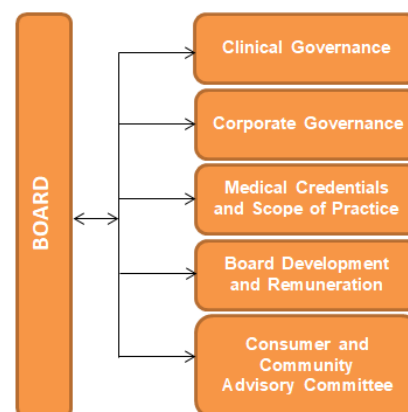 BOARD
Clinical Governance
Corporate Governance
Medical Credentials
and Scope of Practice
Board Development
and Remuneration
Consumer and
Community
Advisory Committee